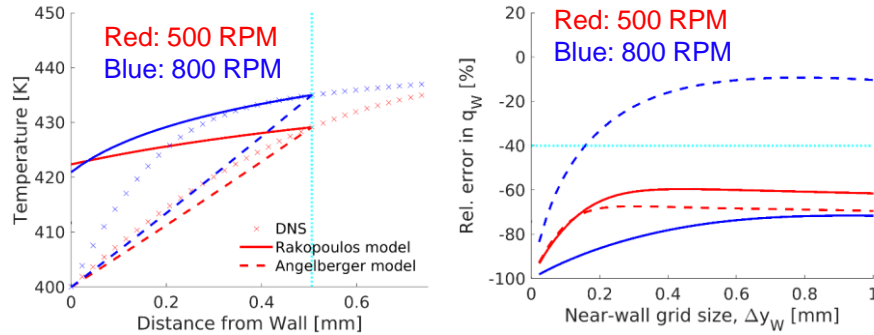 Red: 500 RPM
Blue: 800 RPM
Temperature [K]
450
440
430
420
410
400
0
0.2
0.4
0.6
Distance from Wall [mm]
DNS
Rakopoulos model
Angelberger model
Red: 500 RPM
Blue: 800 RPM
Rel. error in q_W [%]
20
0
-20
-40
-60
-80
-100
0
0.2
0.4
0.6
0.8
1
Near-wall grid size, Δy_W [mm]